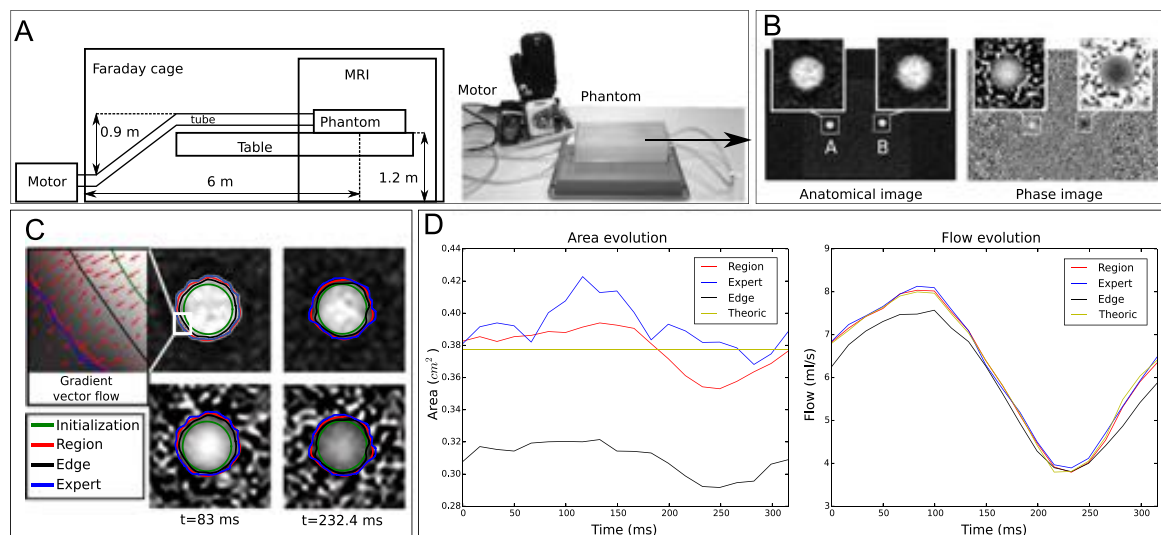 A
Faraday cage
MRI
0.9 m
tube
Phantom
Table
Motor
6 m
1.2 m
Motor
Phantom
B
A
B
Anatomical image
Phase image
C
Gradient
vector flow
Initialization
Region
Edge
Expert
t=83 ms
t=232.4 ms
D
Area evolution
Area (cm²)
0.44
0.42
0.40
0.38
0.36
0.34
0.32
0.30
0.28
Region
Expert
Edge
Theoric
0 50 100 150 200 250 300
Time (ms)
Flow evolution
Flow (ml/s)
9
8
7
6
5
4
3
Region
Expert
Edge
Theoric
0 50 100 150 200 250 300
Time (ms)